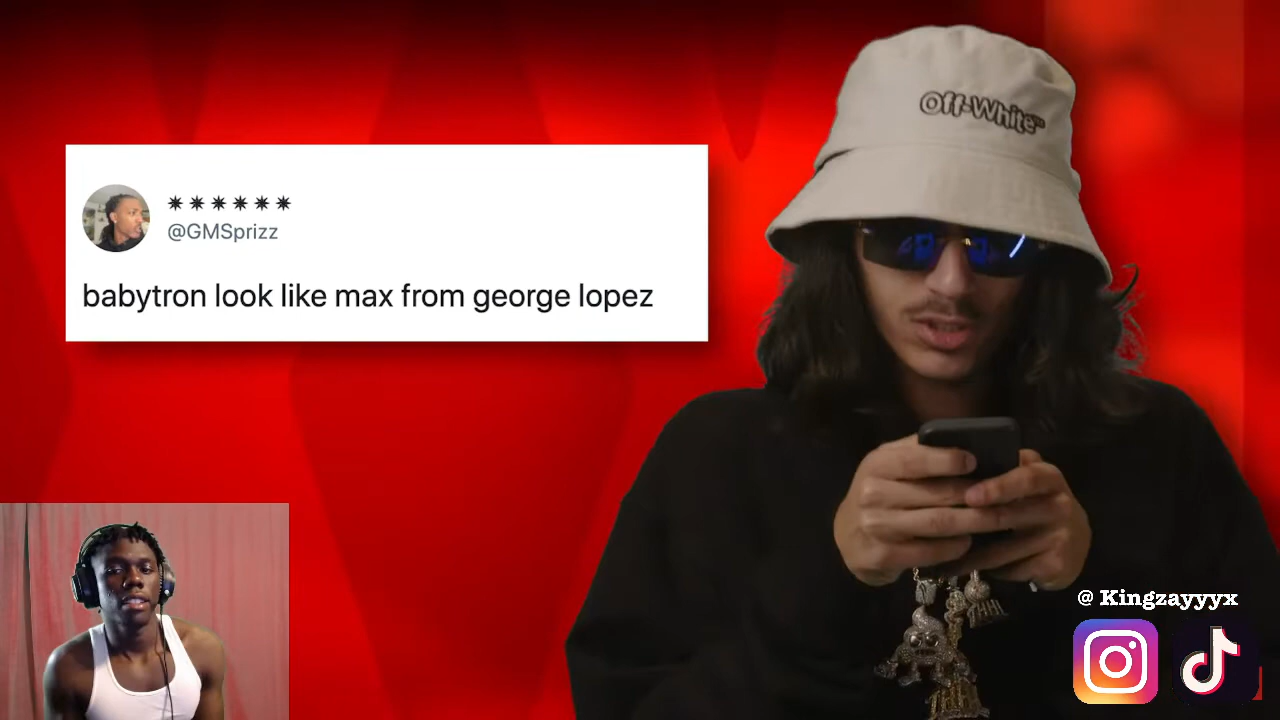 Off-White™
✷✷✷✷✷✷
@GMSprizz
babytron look like max from george lopez
@ Kingzayyyx